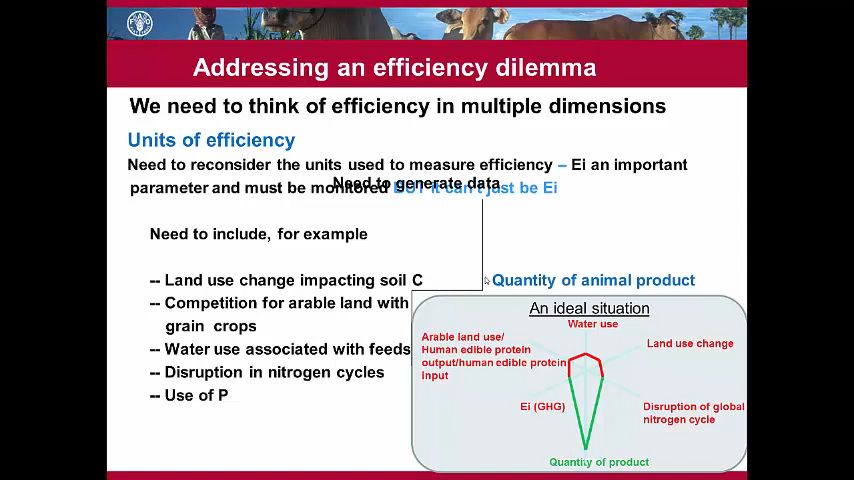 Addressing an efficiency dilemma
We need to think of efficiency in multiple dimensions
Units of efficiency
Need to reconsider the units used to measure efficiency – Ei an important
parameter and must be monitored BUT it can't just be Ei
Need to generate data
Need to include, for example
-- Land use change impacting soil C
Quantity of animal product
-- Competition for arable land with
grain crops
-- Water use associated with feeds
-- Disruption in nitrogen cycles
-- Use of P
An ideal situation
Water use
Arable land use/
Human edible protein
output/human edible protein
input
Land use change
Ei (GHG)
Disruption of global
nitrogen cycle
Quantity of product